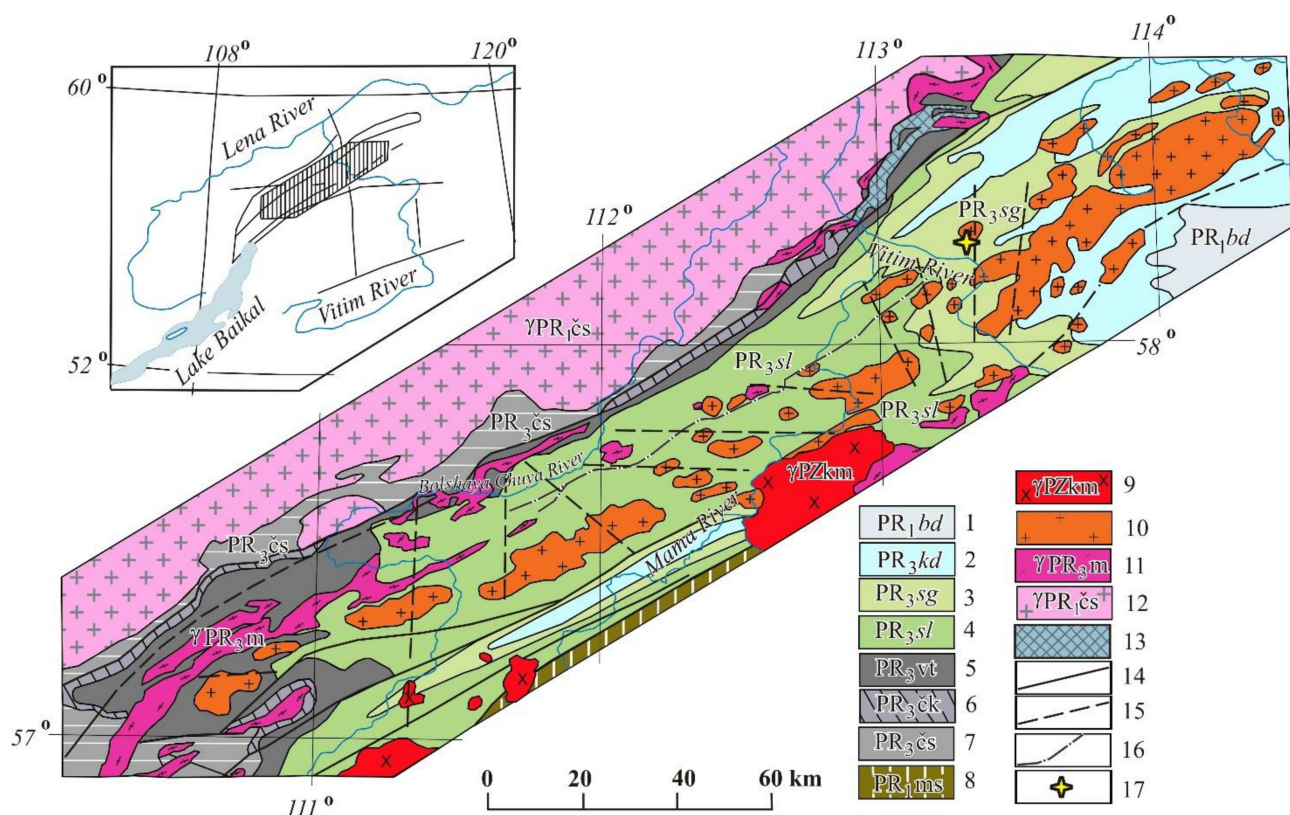 108°
120°
60°
52°
Lena River
Vitim River
Lake Baikal
114°
113°
112°
PR₃sg
PR₁bd
Vitim River
58°
γPR₁čs
PR₃sl
PR₃čs
PR₃sl
Bolshaya Chuya River
γPZkm
Mama River
PR₃čs
γPR₃m
57°
111°
0 20 40 60 km
PR₁bd 1
PR₃kd 2
PR₃sg 3
PR₃sl 4
PR₃vt 5
PR₃čk 6
PR₃čs 7
PR₁ms 8
γPZkm 9
10
γPR₃m 11
γPR₁čs 12
13
14
15
16
17